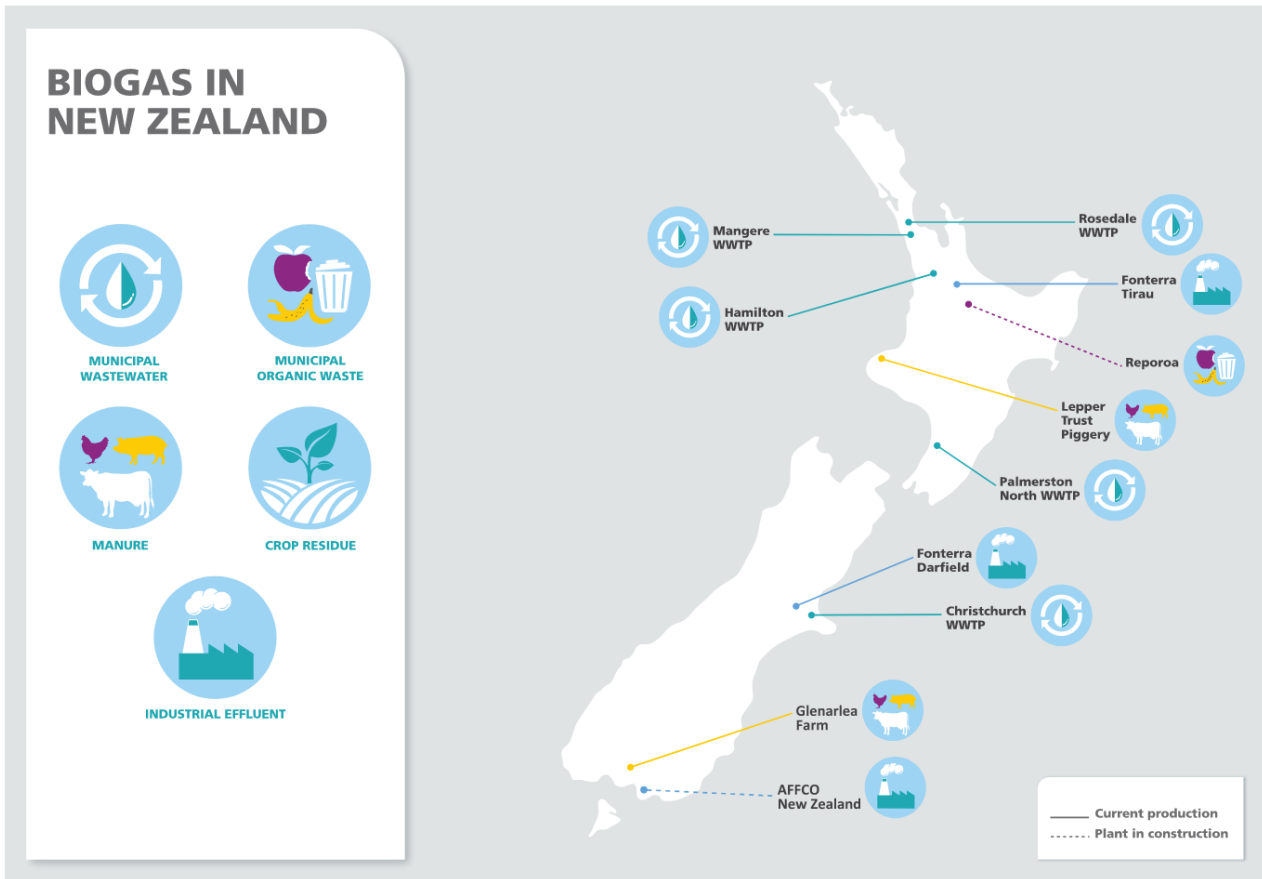 BIOGAS IN
NEW ZEALAND
MUNICIPAL
WASTEWATER
MUNICIPAL
ORGANIC WASTE
MANURE
CROP RESIDUE
INDUSTRIAL EFFLUENT
Mangere
WWTP
Rosedale
WWTP
Hamilton
WWTP
Fonterra
Tirau
Reporoa
Lepper
Trust
Piggery
Palmerston
North WWTP
Fonterra
Darfield
Christchurch
WWTP
Glenarlea
Farm
AFFCO
New Zealand
Current production
Plant in construction